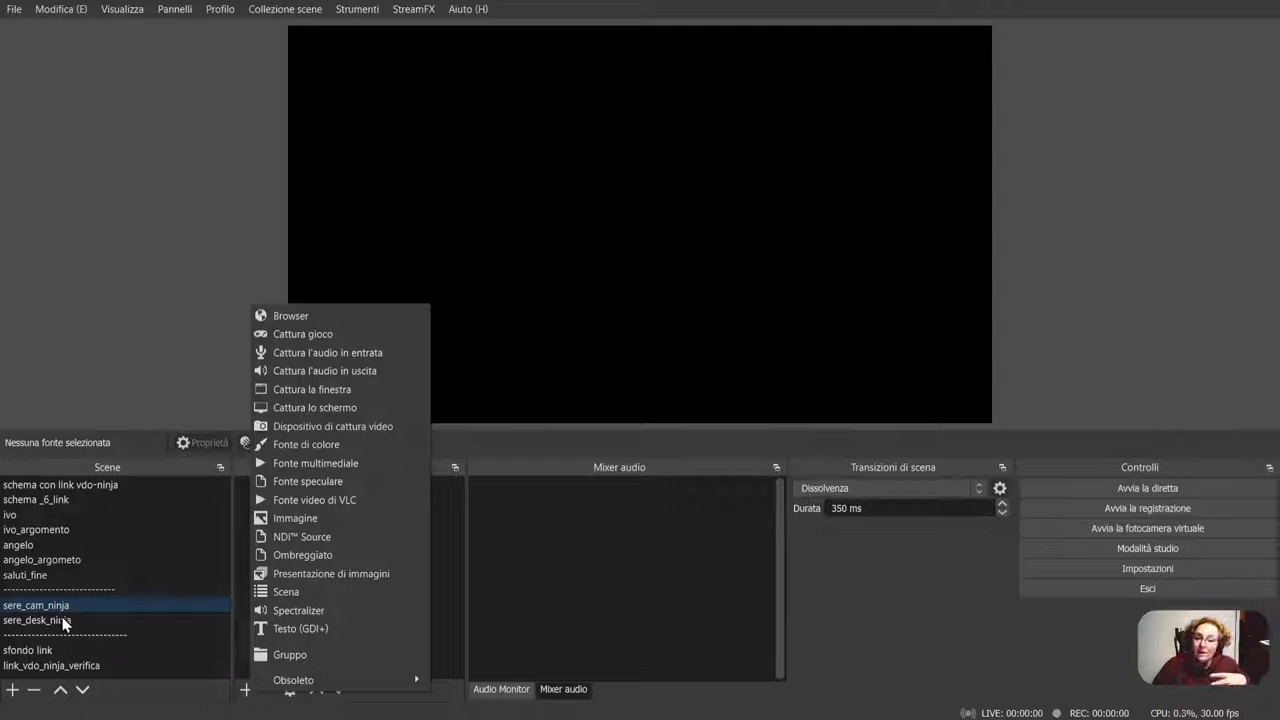 File Modifica (E) Visualizza Pannelli Profilo Collezione scene Strumenti StreamFX Aiuto (H)
Browser
Cattura gioco
Cattura l'audio in entrata
Cattura l'audio in uscita
Cattura la finestra
Cattura lo schermo
Dispositivo di cattura video
Fonte di colore
Fonte multimediale
Fonte speculare
Fonte video di VLC
Immagine
NDI™ Source
Ombreggiato
Presentazione di immagini
Scena
Spectralizer
Testo (GDI+)
Gruppo
Obsoleto
Nessuna fonte selezionata
Proprietà
Scene
schema con link vdo-ninja
schema _6_link
ivo
ivo_argomento
angelo
angelo_argometo
saluti_fine
----------------------------
sere_cam_ninja
sere_desk_ninja
-------------------------------
sfondo link
link_vdo_ninja_verifica
Mixer audio
Audio Monitor Mixer audio
Transizioni di scena
Dissolvenza
Durata 350 ms
Controlli
Avvia la diretta
Avvia la registrazione
Avvia la fotocamera virtuale
Modalità studio
Impostazioni
Esci
LIVE: 00:00:00 REC: 00:00:00 CPU: 0.3%, 30.00 fps